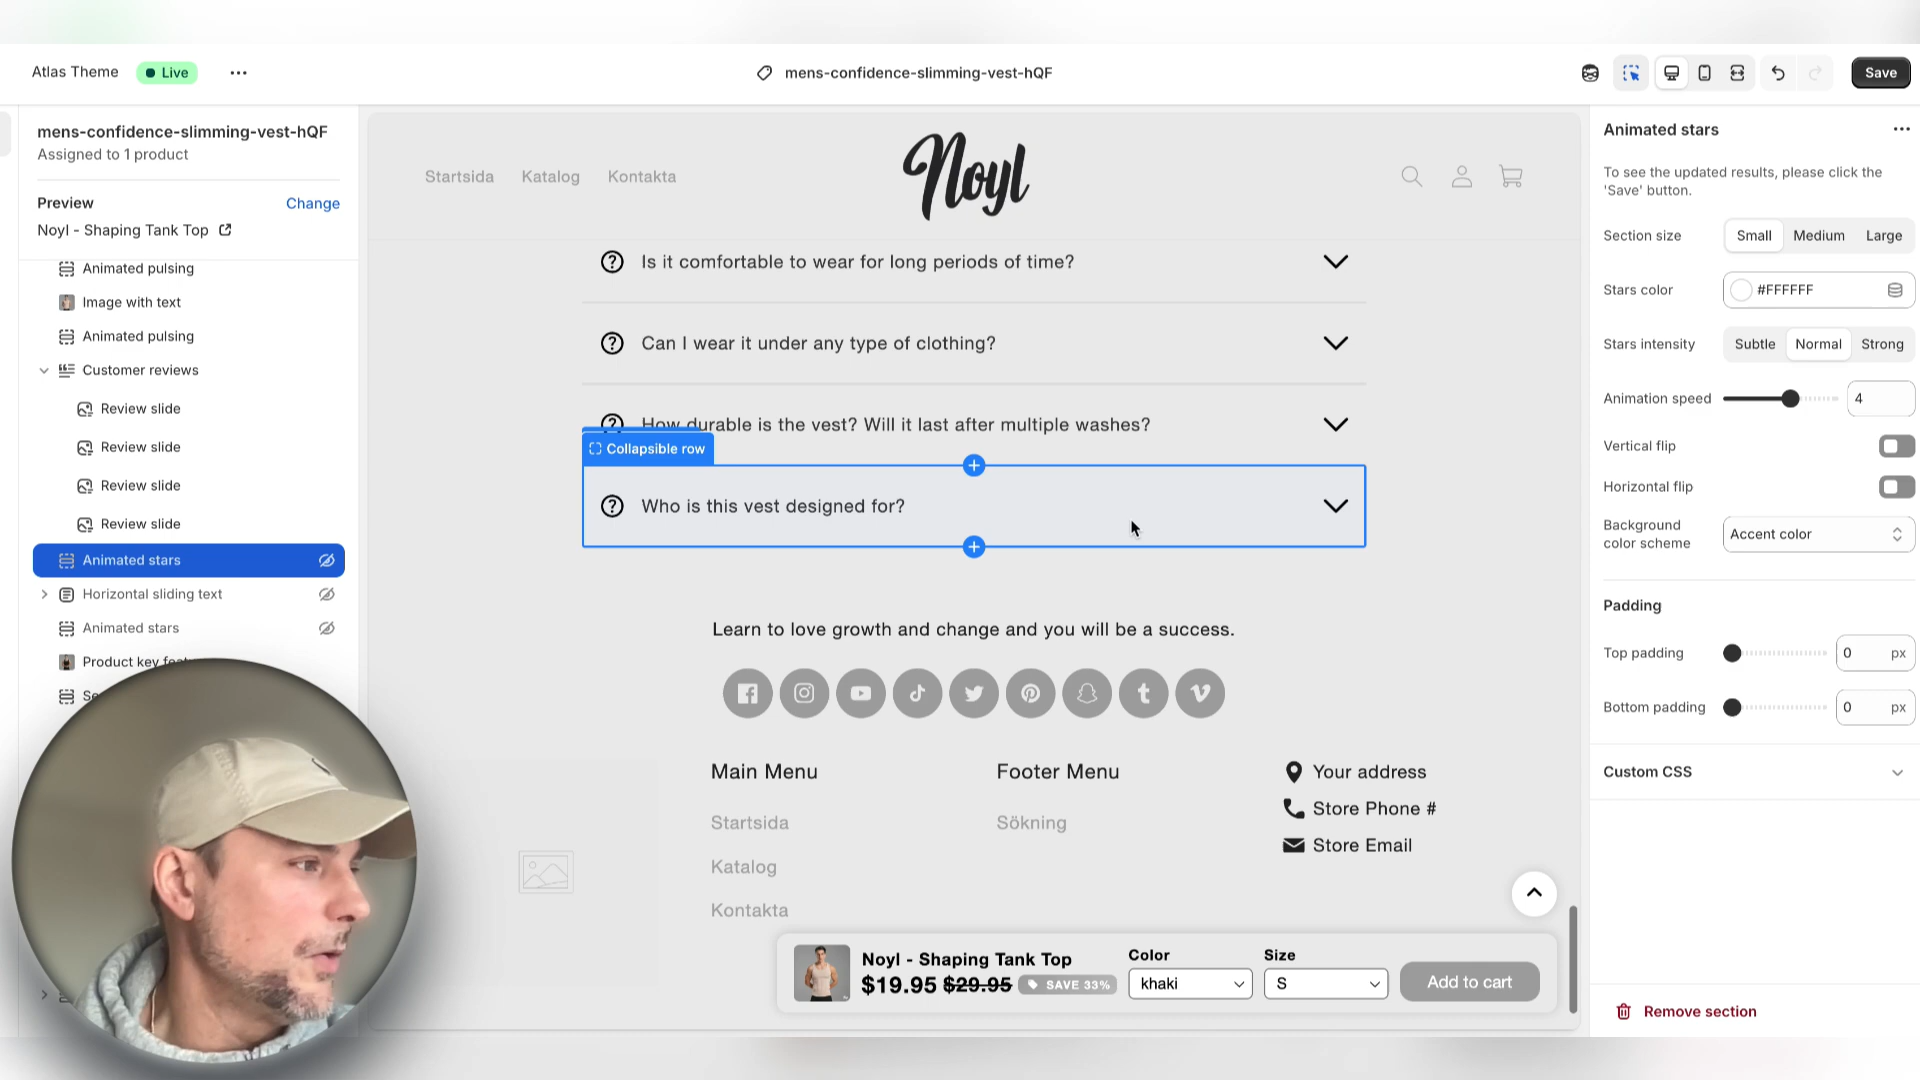 Atlas Theme
Live
mens-confidence-slimming-vest-hQF
Save
mens-confidence-slimming-vest-hQF
Assigned to 1 product
Preview
Change
Noyl - Shaping Tank Top
Animated pulsing
Image with text
Animated pulsing
Customer reviews
Review slide
Review slide
Review slide
Review slide
Animated stars
Horizontal sliding text
Animated stars
Product key
Startsida
Katalog
Kontakta
Noyl
Is it comfortable to wear for long periods of time?
Can I wear it under any type of clothing?
How durable is the vest? Will it last after multiple washes?
Collapsible row
Who is this vest designed for?
Learn to love growth and change and you will be a success.
Main Menu
Startsida
Katalog
Kontakta
Footer Menu
Sökning
Your address
Store Phone #
Store Email
Noyl - Shaping Tank Top
$19.95 $29.95 SAVE 33%
Color
khaki
Size
S
Add to cart
Animated stars
To see the updated results, please click the
'Save' button.
Section size
Small Medium Large
Stars color
#FFFFFF
Stars intensity
Subtle Normal Strong
Animation speed
4
Vertical flip
Horizontal flip
Background
color scheme
Accent color
Padding
Top padding
0 px
Bottom padding
0 px
Custom CSS
Remove section